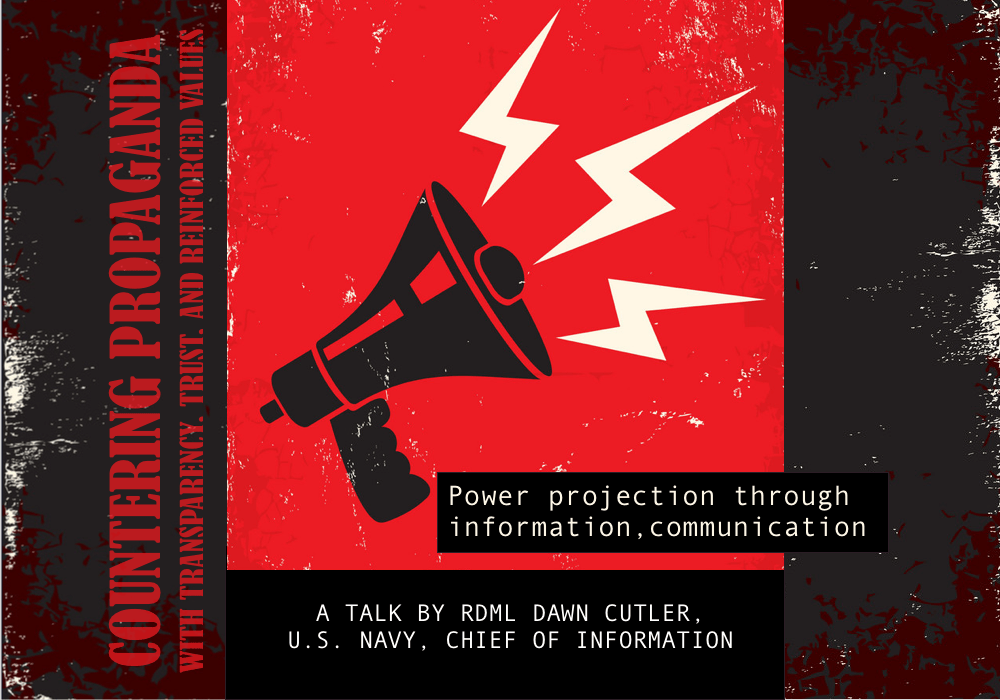 COUNTERING PROPAGANDA
WITH TRANSPARENCY, TRUST, AND REINFORCED VALUES
Power projection through
information,communication
A TALK BY RDML DAWN CUTLER,
U.S. NAVY, CHIEF OF INFORMATION